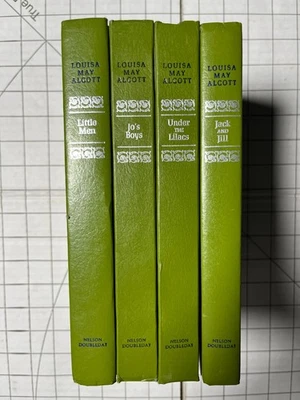 LOUISA
MAY
ALCOTT
Little
Men
NELSON
DOUBLEDAY
LOUISA
MAY
ALCOTT
Jo's
Boys
NELSON
DOUBLEDAY
LOUISA
MAY
ALCOTT
Under
THE
Lilacs
NELSON
DOUBLEDAY
LOUISA
MAY
ALCOTT
Jack
AND
Jill
NELSON
DOUBLEDAY